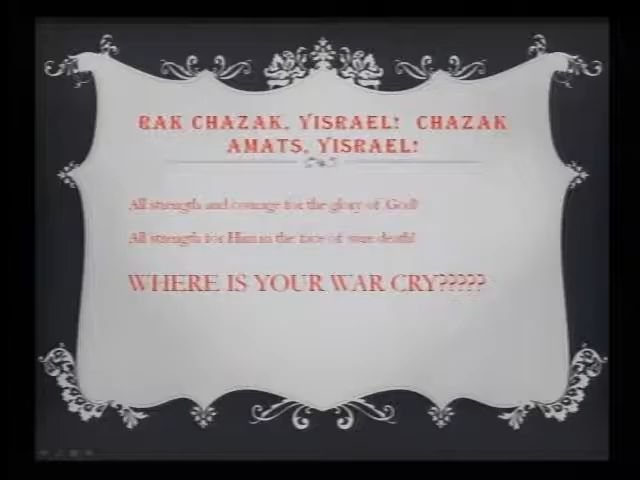 RAK CHAZAK, YISRAEL! CHAZAK
AMATS, YISRAEL!
All strength and courage for the glory of God!
All strength for Him in the face of sure death!
WHERE IS YOUR WAR CRY?????